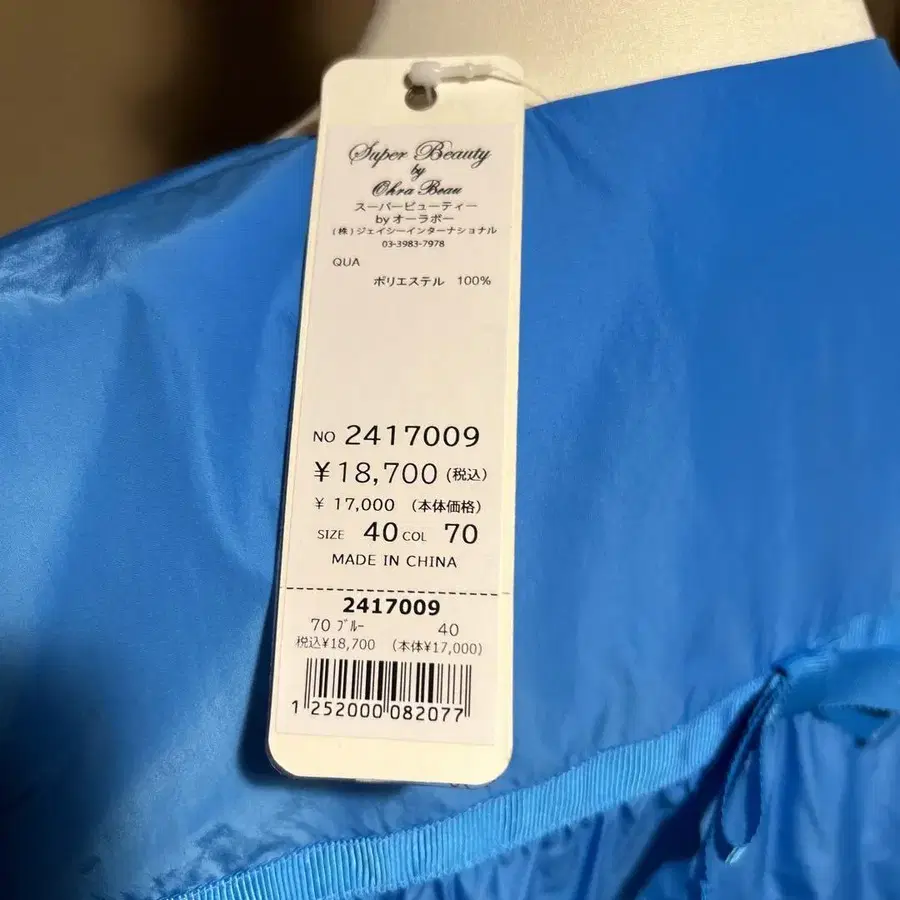 Super Beauty
by
Ohra Beau
スーパービューティー
byオーラボー
(株)ジェイシーインターナショナル
03-3983-7978
QUA
ポリエステル 100%
NO 2417009
¥18,700 (税込)
¥ 17,000 (本体価格)
SIZE 40 COL 70
MADE IN CHINA
2417009
70 ブルー 40
税込¥18,700 (本体¥17,000)
1 252000 082077